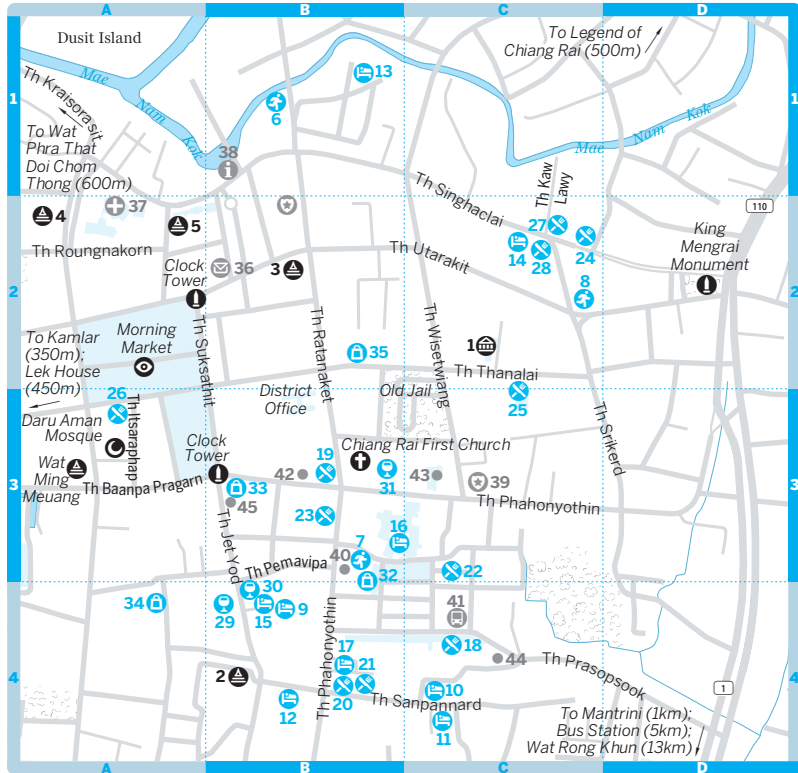 A
B
C
D
Dusit Island
To Legend of
Chiang Rai (500m)
13
1
1
Mae
Nam
Kok
6
Th Kraisorasit
To Wat
Phra That
Doi Chom
Thong (600m)
38
Mae
Nam
Kok
Th Kaw
Lawy
Th Singhaclai
37
4
5
27
24
14
28
110
King
Mengrai
Monument
Th Roungnakorn
Th Utarakit
Clock
Tower
36
3
8
2
2
To Kamlar
(350m);
Lek House
(450m)
Morning
Market
Th Suksathit
Th Ratanaket
Th Wisetwiang
35
1
Th Thanalai
26
District
Office
Old Jail
25
Daru Aman
Mosque
Th Itsaraphap
Th Srikerd
Clock
Tower
Chiang Rai First Church
Wat
Ming
Meuang
19
42
31
43
39
3
3
Th Baanpa Pragarn
33
45
Th Phahonyothin
23
16
Th Jet Yod
7
40
Th Pemavipa
22
32
30
34
29
15
9
41
18
17
21
44
Th Prasopsook
Th Phahonyothin
2
4
4
20
10
Th Sanpannard
1
12
11
To Mantrini (1km);
Bus Station (5km);
Wat Rong Khun (13km)
A
B
C
D